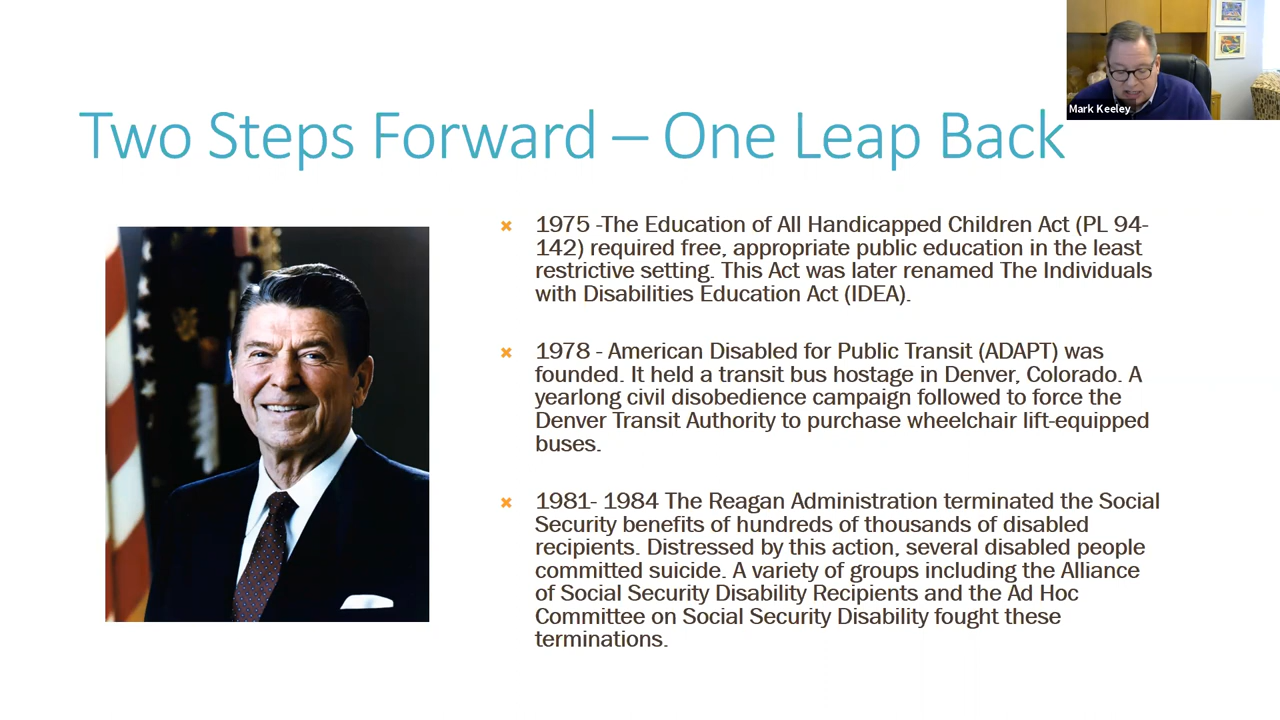 Mark Keeley
Two Steps Forward – One Leap Back
1975 -The Education of All Handicapped Children Act (PL 94-
142) required free, appropriate public education in the least
restrictive setting. This Act was later renamed The Individuals
with Disabilities Education Act (IDEA).
1978 - American Disabled for Public Transit (ADAPT) was
founded. It held a transit bus hostage in Denver, Colorado. A
yearlong civil disobedience campaign followed to force the
Denver Transit Authority to purchase wheelchair lift-equipped
buses.
1981- 1984 The Reagan Administration terminated the Social
Security benefits of hundreds of thousands of disabled
recipients. Distressed by this action, several disabled people
committed suicide. A variety of groups including the Alliance
of Social Security Disability Recipients and the Ad Hoc
Committee on Social Security Disability fought these
terminations.